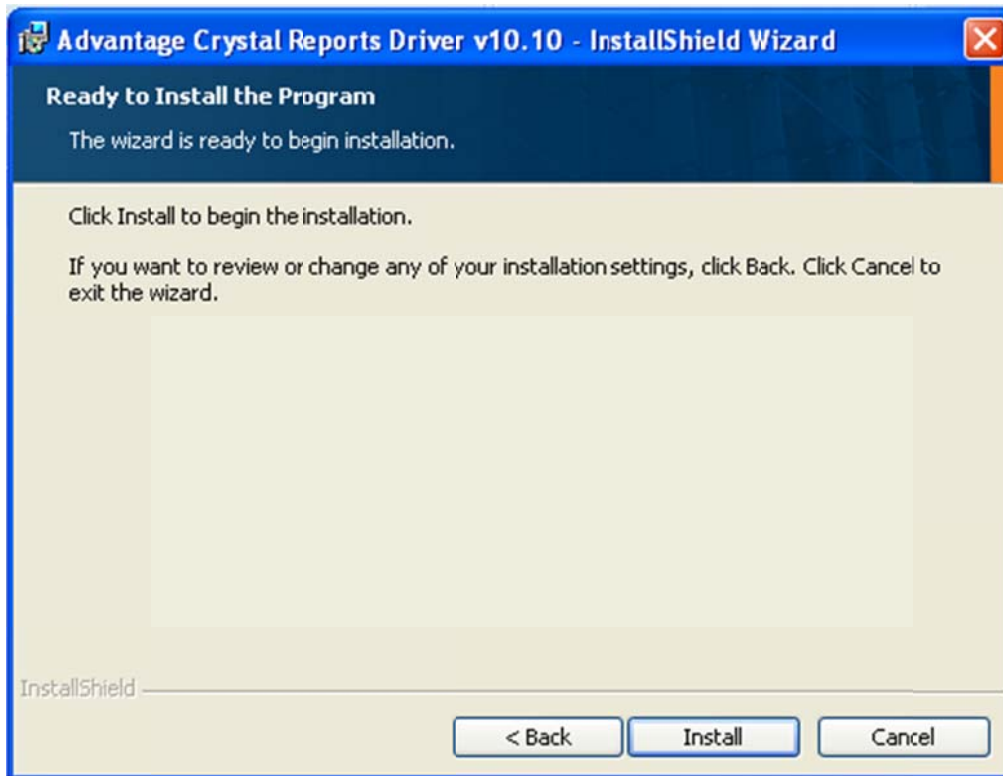 Advantage Crystal Reports Driver v10.10 - InstallShield Wizard
Ready to Install the Program
The wizard is ready to begin installation.
Click Install to begin the installation.
If you want to review or change any of your installation settings, click Back. Click Cancel to
exit the wizard.
InstallShield
< Back
Install
Cancel